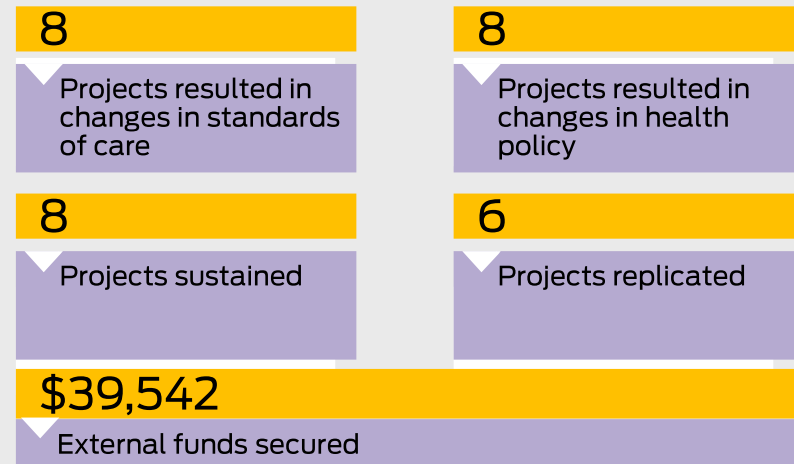 8
Projects resulted in
changes in standards
of care
8
Projects resulted in
changes in health
policy
8
Projects sustained
6
Projects replicated
$39,542
External funds secured